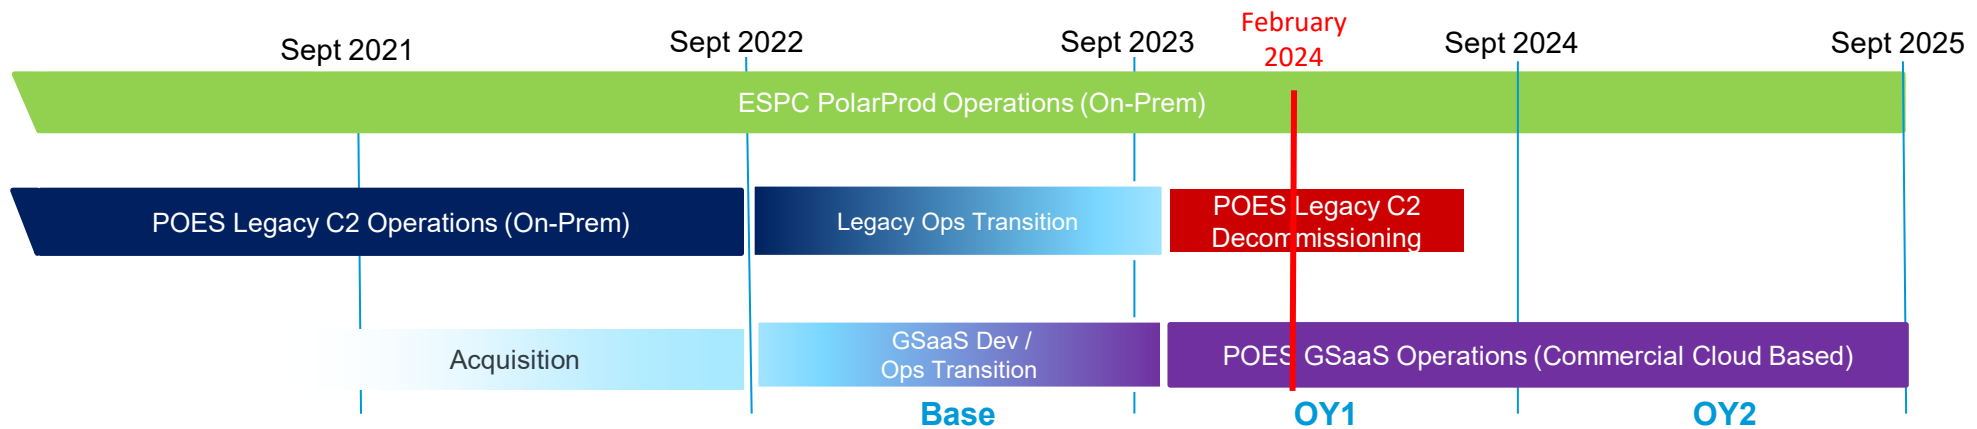 Sept 2021
Sept 2022
Sept 2023
February
2024
Sept 2024
Sept 2025
ESPC PolarProd Operations (On-Prem)
POES Legacy C2 Operations (On-Prem)
Legacy Ops Transition
POES Legacy C2
Decommissioning
Acquisition
GSaaS Dev /
Ops Transition
POES GSaaS Operations (Commercial Cloud Based)
Base
OY1
OY2